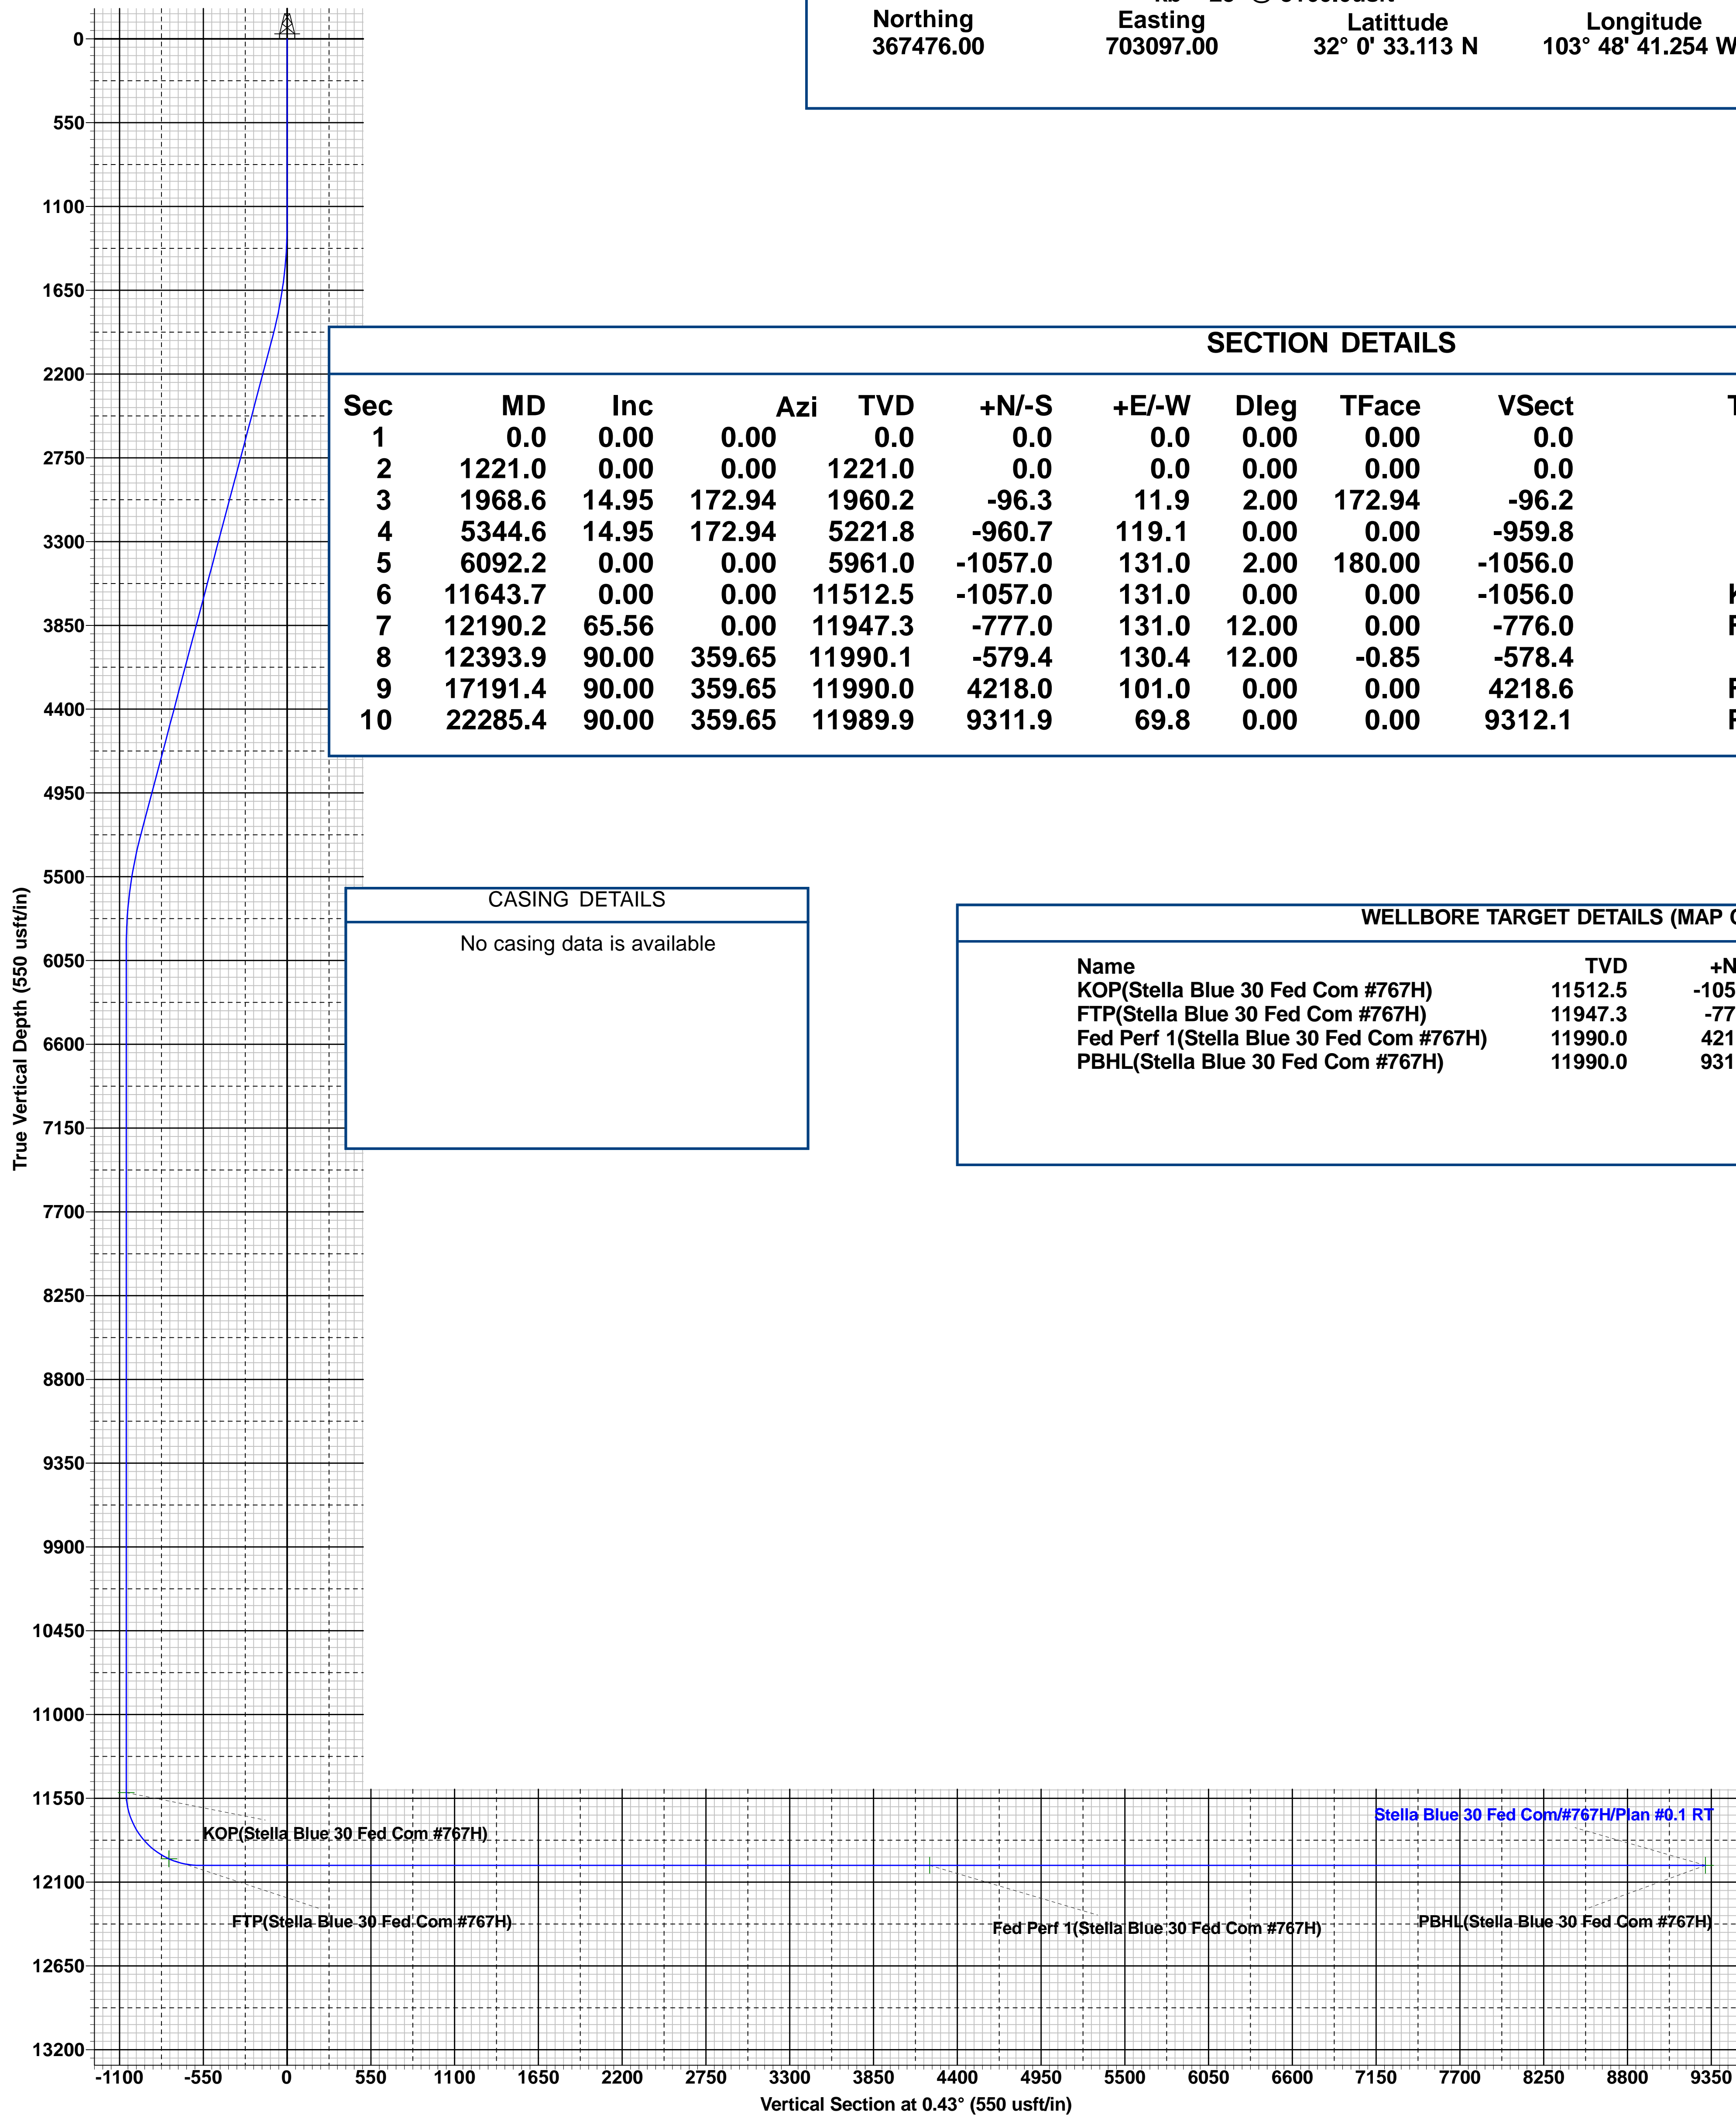 Northing Easting Latittude Longitude
367476.00 703097.00 32° 0' 33.113 N 103° 48' 41.254 W
SECTION DETAILS
Sec MD Inc Azi TVD +N/-S +E/-W Dleg TFace VSect
1 0.0 0.00 0.00 0.0 0.0 0.0 0.00 0.00 0.0
2 1221.0 0.00 0.00 1221.0 0.0 0.0 0.00 0.00 0.0
3 1968.6 14.95 172.94 1960.2 -96.3 11.9 2.00 172.94 -96.2
4 5344.6 14.95 172.94 5221.8 -960.7 119.1 0.00 0.00 -959.8
5 6092.2 0.00 0.00 5961.0 -1057.0 131.0 2.00 180.00 -1056.0
6 11643.7 0.00 0.00 11512.5 -1057.0 131.0 0.00 0.00 -1056.0
7 12190.2 65.56 0.00 11947.3 -777.0 131.0 12.00 0.00 -776.0
8 12393.9 90.00 359.65 11990.1 -579.4 130.4 12.00 -0.85 -578.4
9 17191.4 90.00 359.65 11990.0 4218.0 101.0 0.00 0.00 4218.6
10 22285.4 90.00 359.65 11989.9 9311.9 69.8 0.00 0.00 9312.1
CASING DETAILS
No casing data is available
WELLBORE TARGET DETAILS (MAP
Name TVD +N
KOP(Stella Blue 30 Fed Com #767H) 11512.5 -105
FTP(Stella Blue 30 Fed Com #767H) 11947.3 -77
Fed Perf 1(Stella Blue 30 Fed Com #767H) 11990.0 421
PBHL(Stella Blue 30 Fed Com #767H) 11990.0 931
True Vertical Depth (550 usft/in)
0
550
1100
1650
2200
2750
3300
3850
4400
4950
5500
6050
6600
7150
7700
8250
8800
9350
9900
10450
11000
11550
12100
12650
13200
Stella Blue 30 Fed Com/#767H/Plan #0.1 RT
KOP(Stella Blue 30 Fed Com #767H)
FTP(Stella Blue 30 Fed Com #767H)
Fed Perf 1(Stella Blue 30 Fed Com #767H)
PBHL(Stella Blue 30 Fed Com #767H)
-1100 -550 0 550 1100 1650 2200 2750 3300 3850 4400 4950 5500 6050 6600 7150 7700 8250 8800 9350
Vertical Section at 0.43° (550 usft/in)